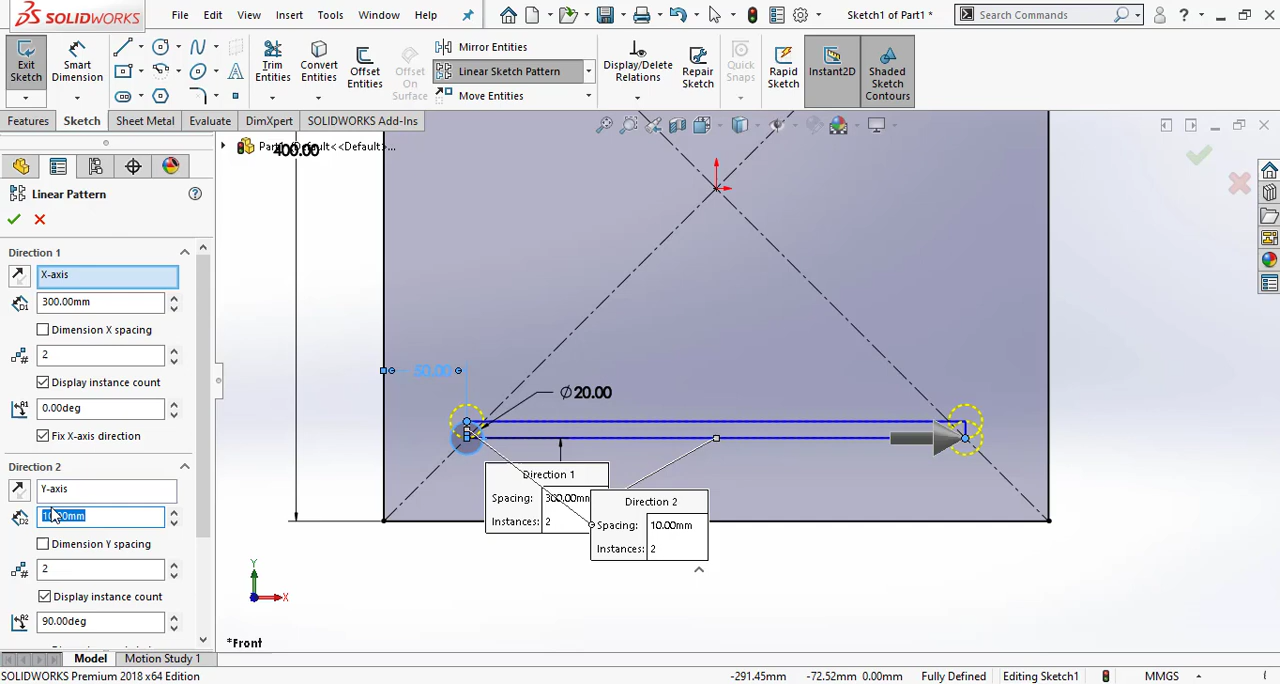 SOLIDWORKS File Edit View Insert Tools Window Help Sketch1 of Part1 * Search Commands ?
Exit Sketch
Smart Dimension
Trim Entities
Convert Entities
Offset Entities
Offset On Surface
Mirror Entities
Linear Sketch Pattern
Move Entities
Display/Delete Relations
Repair Sketch
Quick Snaps
Rapid Sketch
Instant2D
Shaded Sketch Contours
Features Sketch Sheet Metal Evaluate DimXpert SOLIDWORKS Add-Ins
400.00
Linear Pattern
Direction 1
X-axis
300.00mm
Dimension X spacing
2
Display instance count
0.00deg
Fix X-axis direction
Direction 2
Y-axis
10.00mm
Dimension Y spacing
2
Display instance count
90.00deg
50.00
Ø20.00
Direction 1
Spacing: 300.00mm
Instances: 2
Direction 2
Spacing: 10.00mm
Instances: 2
Y
X
*Front
Model Motion Study 1
SOLIDWORKS Premium 2018 x64 Edition -291.45mm -72.52mm 0.00mm Fully Defined Editing Sketch1 MMGS